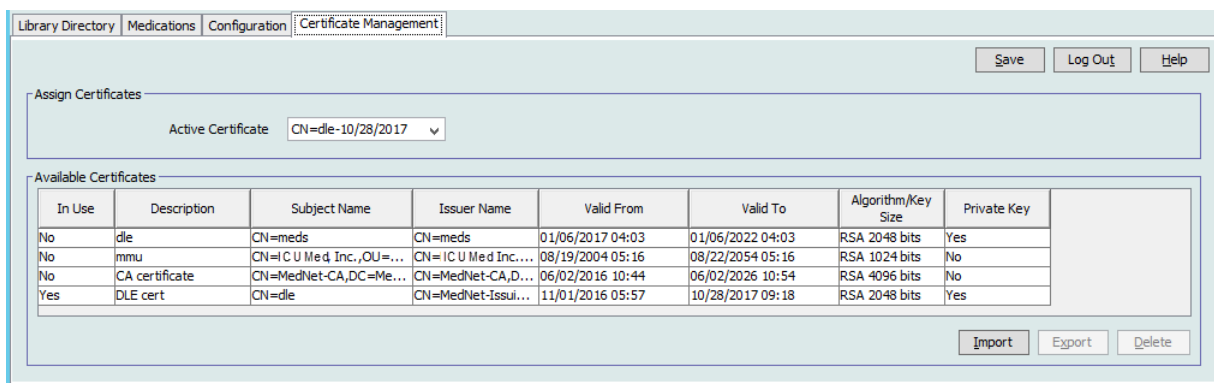 Library Directory Medications Configuration Certificate Management
Save Log Out Help
Assign Certificates
Active Certificate CN=dle-10/28/2017
Available Certificates
In Use Description Subject Name Issuer Name Valid From Valid To Algorithm/Key Size Private Key
No dle CN=meds CN=meds 01/06/2017 04:03 01/06/2022 04:03 RSA 2048 bits Yes
No mmu CN=ICU Med, Inc.,OU=... CN=ICU Med Inc.... 08/19/2004 05:16 08/22/2054 05:16 RSA 1024 bits No
No CA certificate CN=MedNet-CA,DC=Me... CN=MedNet-CA,D... 06/02/2016 10:44 06/02/2026 10:54 RSA 4096 bits No
Yes DLE cert CN=dle CN=MedNet-Issui... 11/01/2016 05:57 10/28/2017 09:18 RSA 2048 bits Yes
Import Export Delete